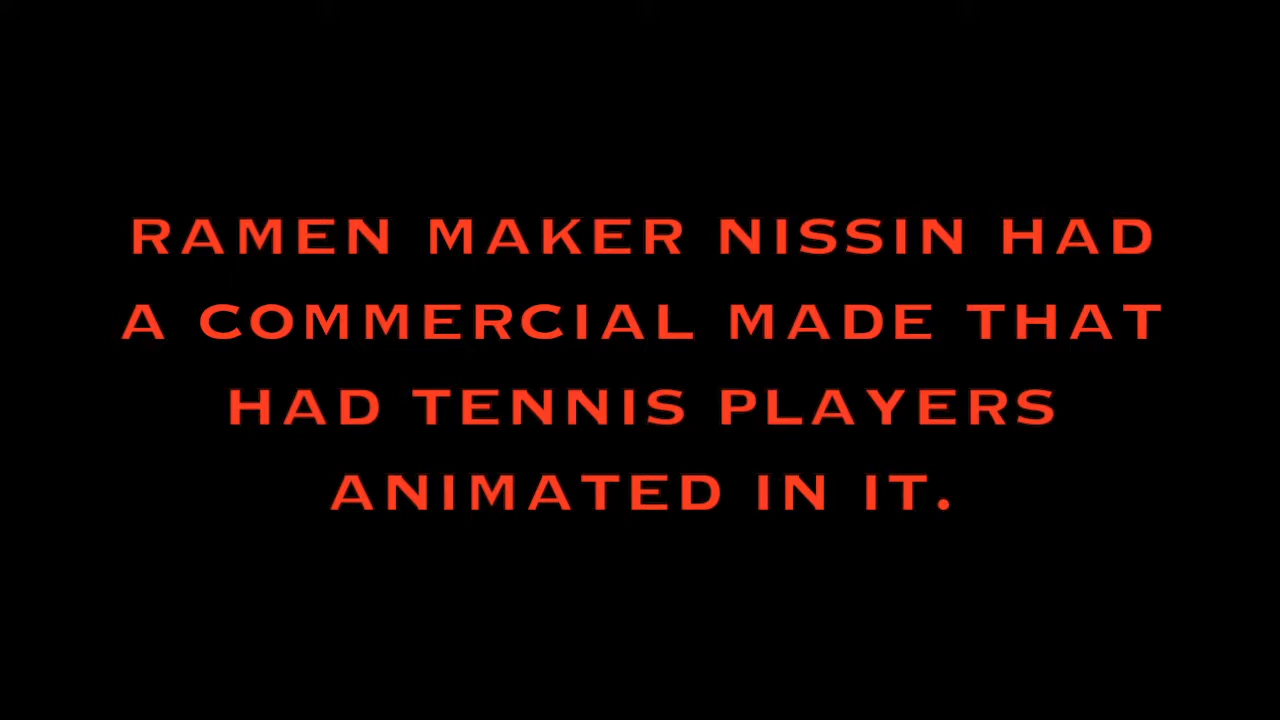 RAMEN MAKER NISSIN HAD
A COMMERCIAL MADE THAT
HAD TENNIS PLAYERS
ANIMATED IN IT.